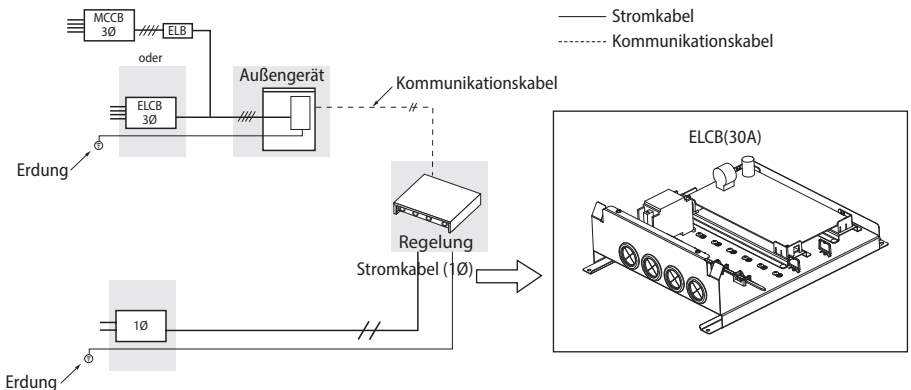 MCCB
3Ø
ELB
oder
ELCB
3Ø
Erdung
Außengerät
Stromkabel
Kommunikationskabel
Kommunikationskabel
ELCB(30A)
Regelung
Stromkabel (1Ø)
1Ø
Erdung